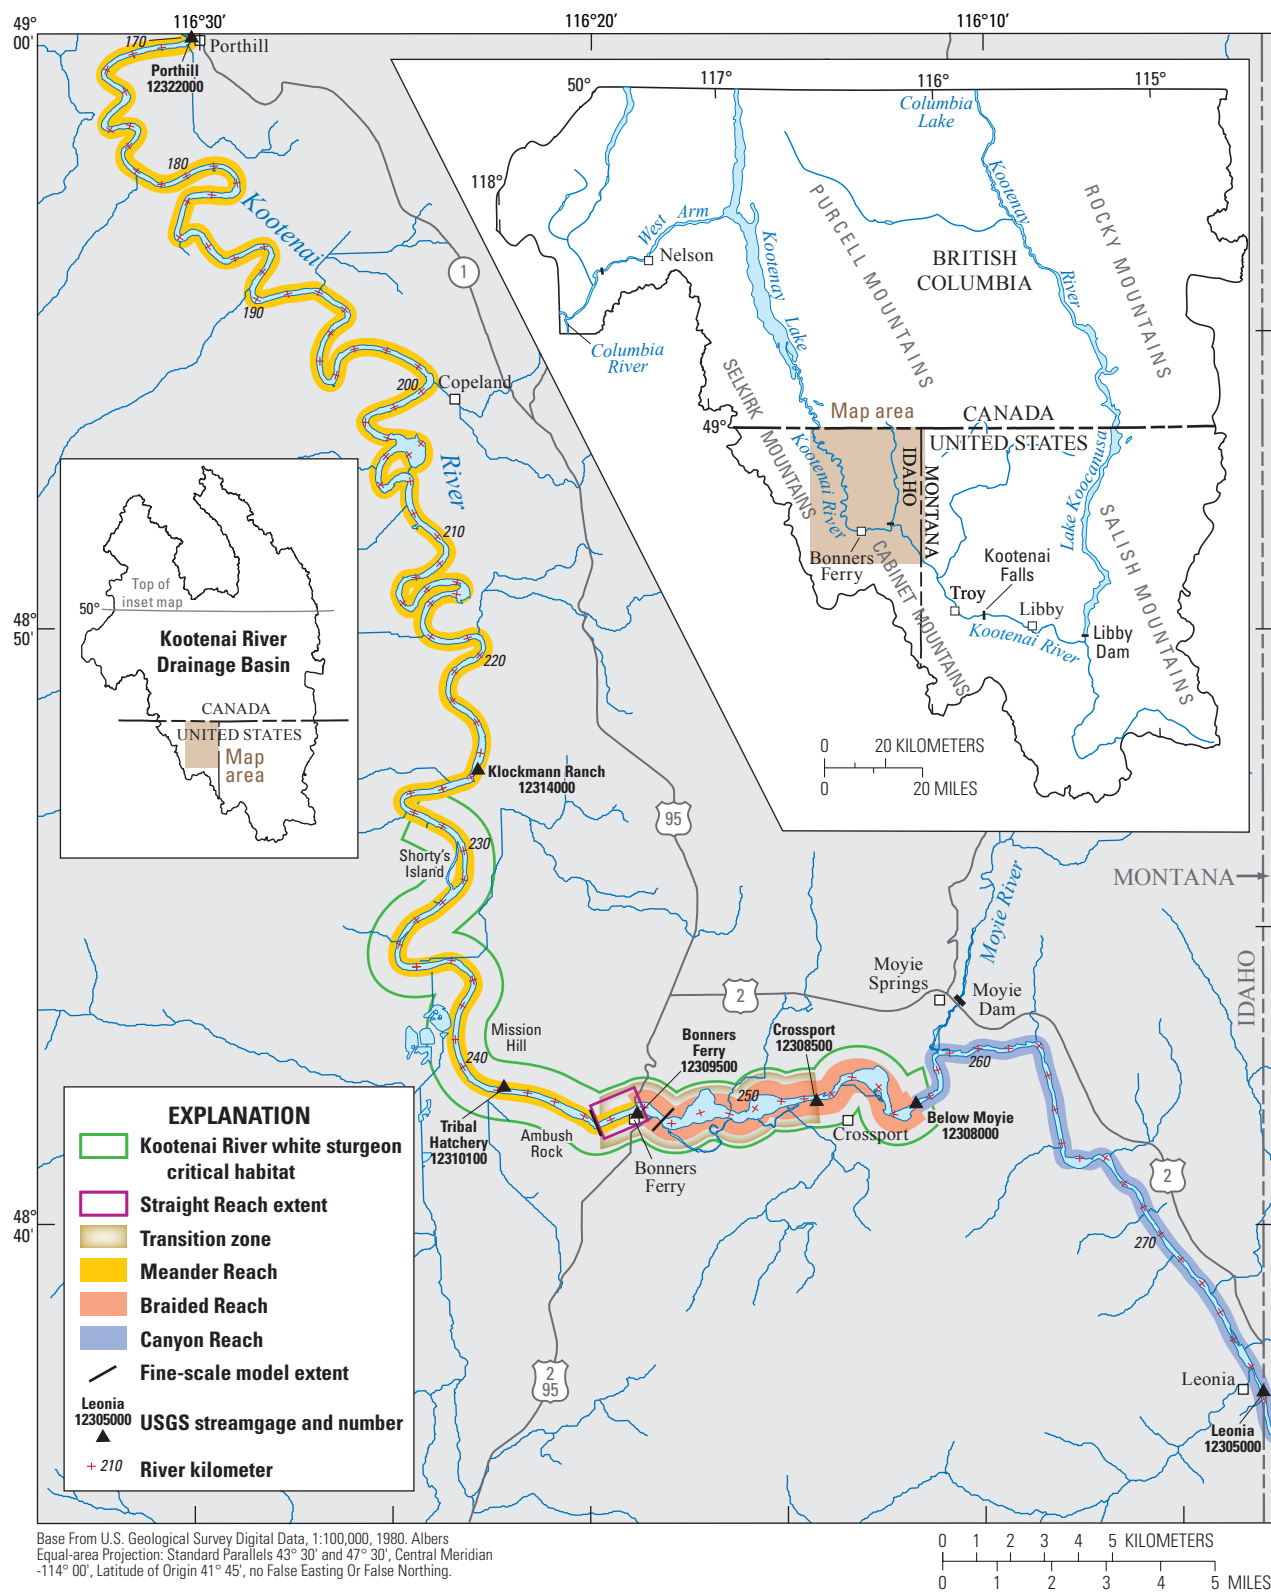 49°
00'
116°30'
116°20'
116°10'
170
Porthill
Porthill
12322000
180
Kootenai
190
1
200
Copeland
River
210
220
Klockmann Ranch
12314000
230
Shorty's
Island
95
48°
50'
Top of
inset map
50°
Kootenai River
Drainage Basin
CANADA
UNITED STATES
Map
area
50°
117°
116°
115°
118°
Columbia
Lake
Kootenay
River
West Arm
Nelson
Kootenay
Lake
PURCELL MOUNTAINS
ROCKY MOUNTAINS
BRITISH
COLUMBIA
Columbia
River
SELKIRK
MOUNTAINS
49°
Map area
CANADA
UNITED STATES
Kootenai River
IDAHO
MONTANA
Lake Koocanusa
SALISH MOUNTAINS
Bonners
Ferry
CABINET MOUNTAINS
Kootenai
Falls
Troy
Libby
Kootenai River
Libby
Dam
0 20 KILOMETERS
0 20 MILES
MONTANA
IDAHO
Moyie River
Moyie
Springs
Moyie
Dam
2
Mission
Hill
240
Bonners
Ferry
12309500
Crossport
12308500
250
260
Tribal
Hatchery
12310100
Ambush
Rock
Bonners
Ferry
Crossport
Below Moyie
12308000
2
270
48°
40'
2
95
Leonia
Leonia
12305000
EXPLANATION
Kootenai River white sturgeon
critical habitat
Straight Reach extent
Transition zone
Meander Reach
Braided Reach
Canyon Reach
Fine-scale model extent
Leonia
12305000
USGS streamgage and number
210 River kilometer
Base From U.S. Geological Survey Digital Data, 1:100,000, 1980. Albers
Equal-area Projection: Standard Parallels 43° 30' and 47° 30', Central Meridian
-114° 00', Latitude of Origin 41° 45', no False Easting Or False Northing.
0 1 2 3 4 5 KILOMETERS
0 1 2 3 4 5 MILES